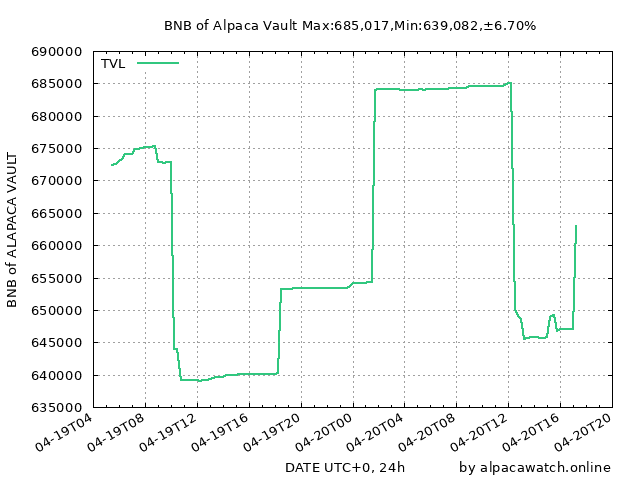 BNB of Alpaca Vault Max:685,017,Min:639,082,±6.70%
TVL
BNB of ALAPACA VAULT
690000
685000
680000
675000
670000
665000
660000
655000
650000
645000
640000
635000
04-19T04
04-19T08
04-19T12
04-19T16
04-19T20
04-20T00
04-20T04
04-20T08
04-20T12
04-20T16
04-20T20
DATE UTC+0, 24h
by alpacawatch.online